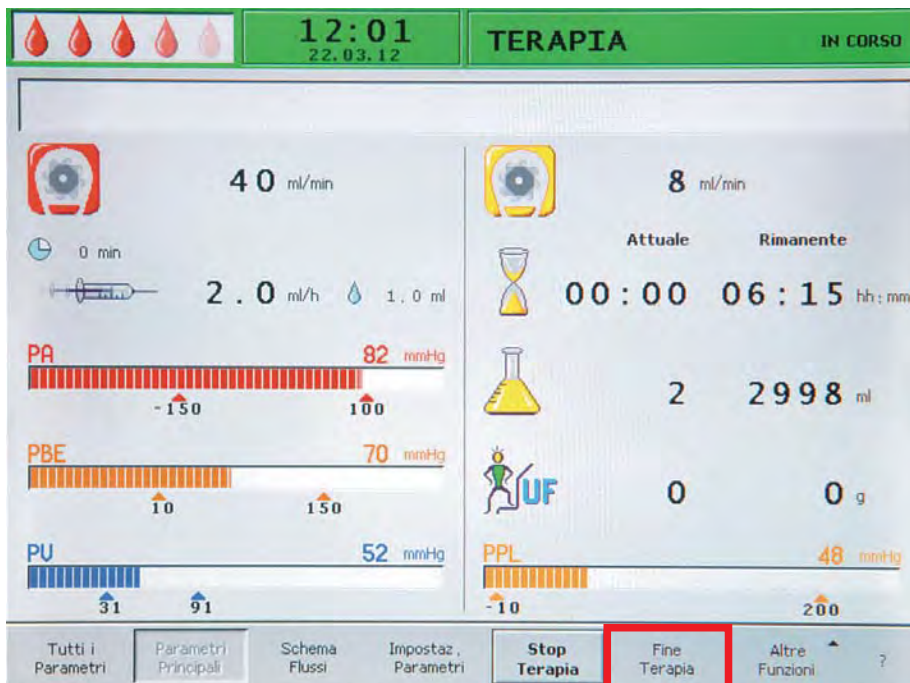 12:01
22.03.12
TERAPIA
IN CORSO
40 ml/min
0 min
2.0 ml/h 1.0 ml
PA 82 mmHg
-150 100
PBE 70 mmHg
10 150
PU 52 mmHg
31 91
8 ml/min
Attuale Rimanente
00:00 06:15 hh:mm
2 2998 ml
UF 0 0 g
PPL 48 mmHg
-10 200
Tutti i
Parametri
Parametri
Principali
Schema
Flussi
Impostaz.
Parametri
Stop
Terapia
Fine
Terapia
Altre
Funzioni
?